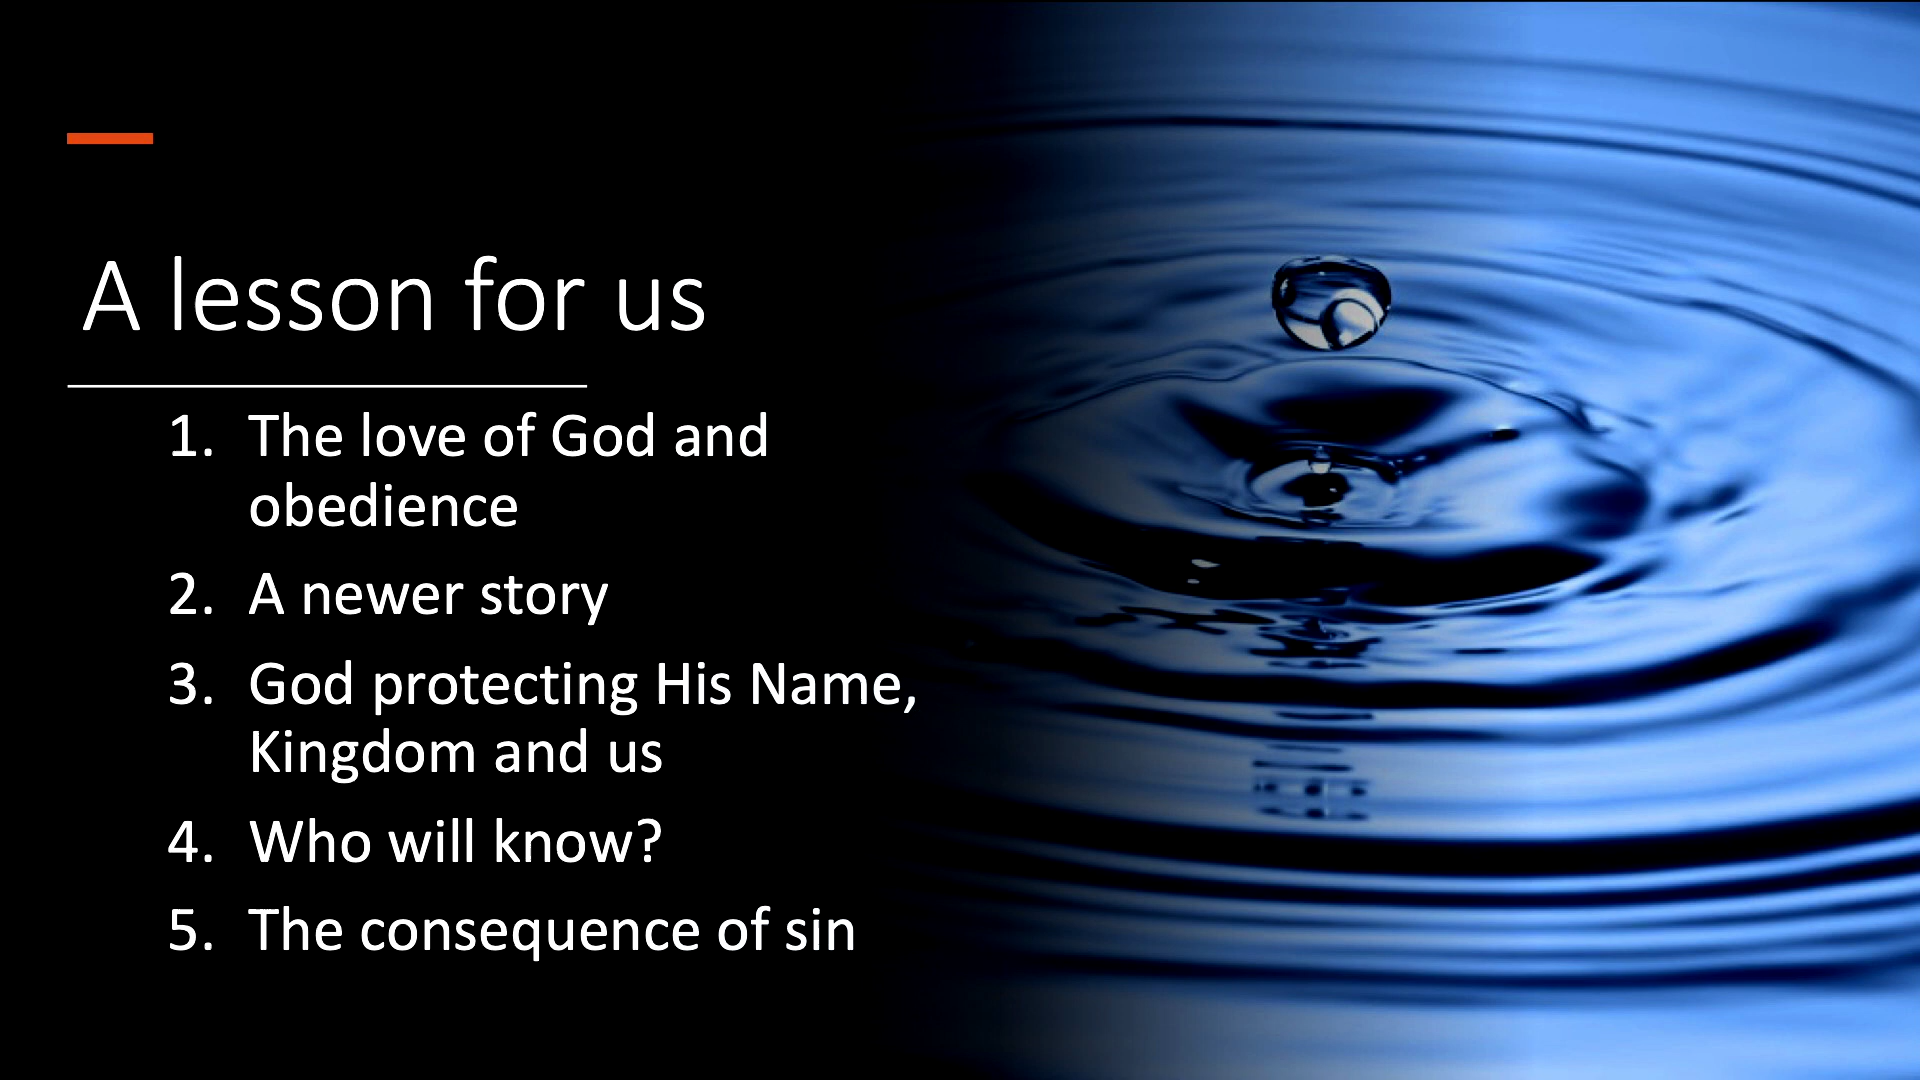 A lesson for us
1. The love of God and
obedience
2. A newer story
3. God protecting His Name,
Kingdom and us
4. Who will know?
5. The consequence of sin